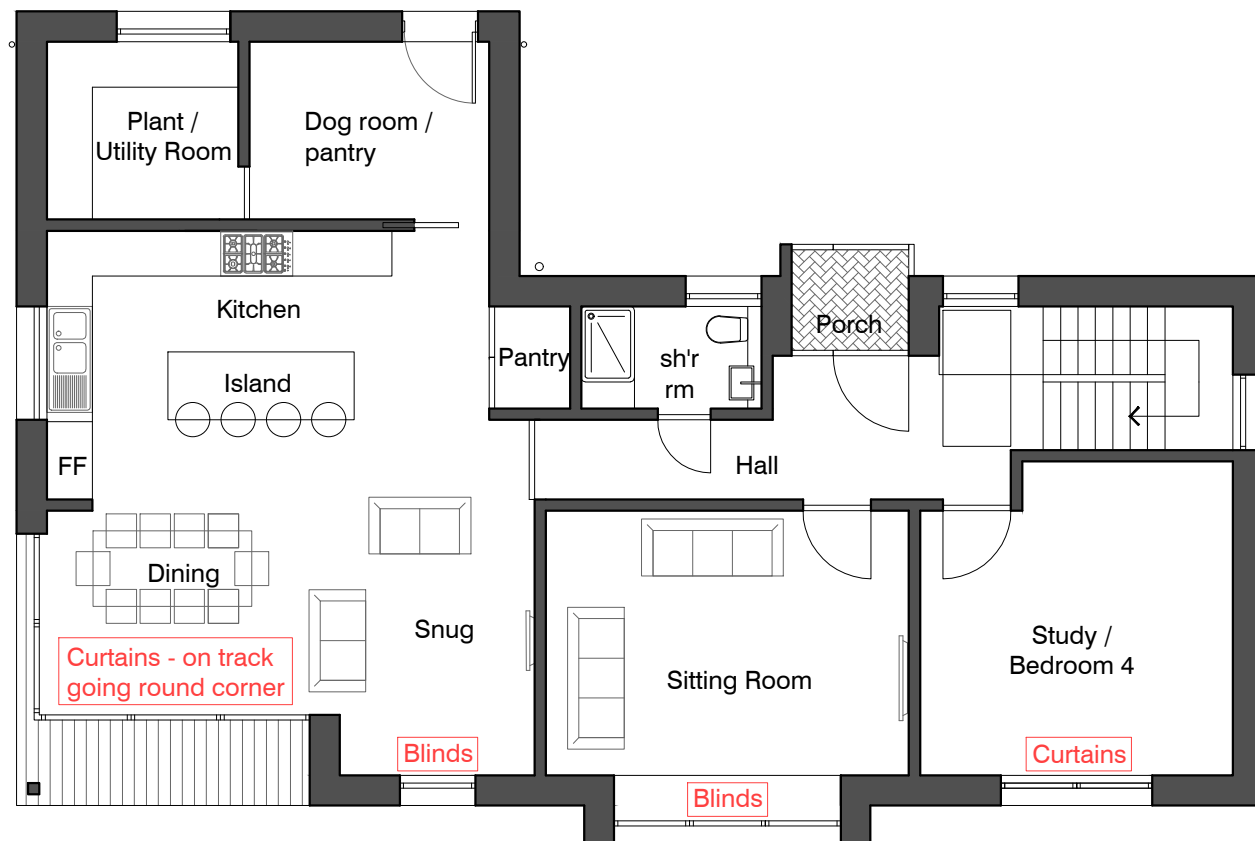 Plant /
Utility Room
Dog room /
pantry
Kitchen
Porch
Pantry
sh'r
rm
Island
FF
Hall
Dining
Snug
Curtains - on track
going round corner
Sitting Room
Study /
Bedroom 4
Blinds
Blinds
Curtains